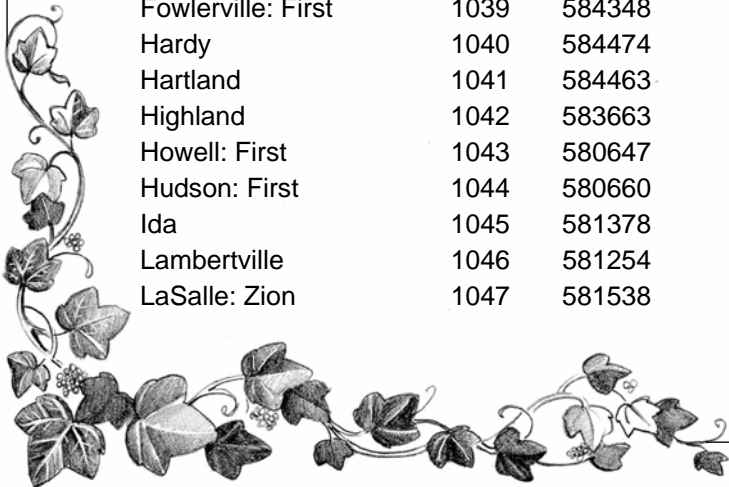 Fowlerville: First 1039 584348
Hardy 1040 584474
Hartland 1041 584463
Highland 1042 583663
Howell: First 1043 580647
Hudson: First 1044 580660
Ida 1045 581378
Lambertville 1046 581254
LaSalle: Zion 1047 581538